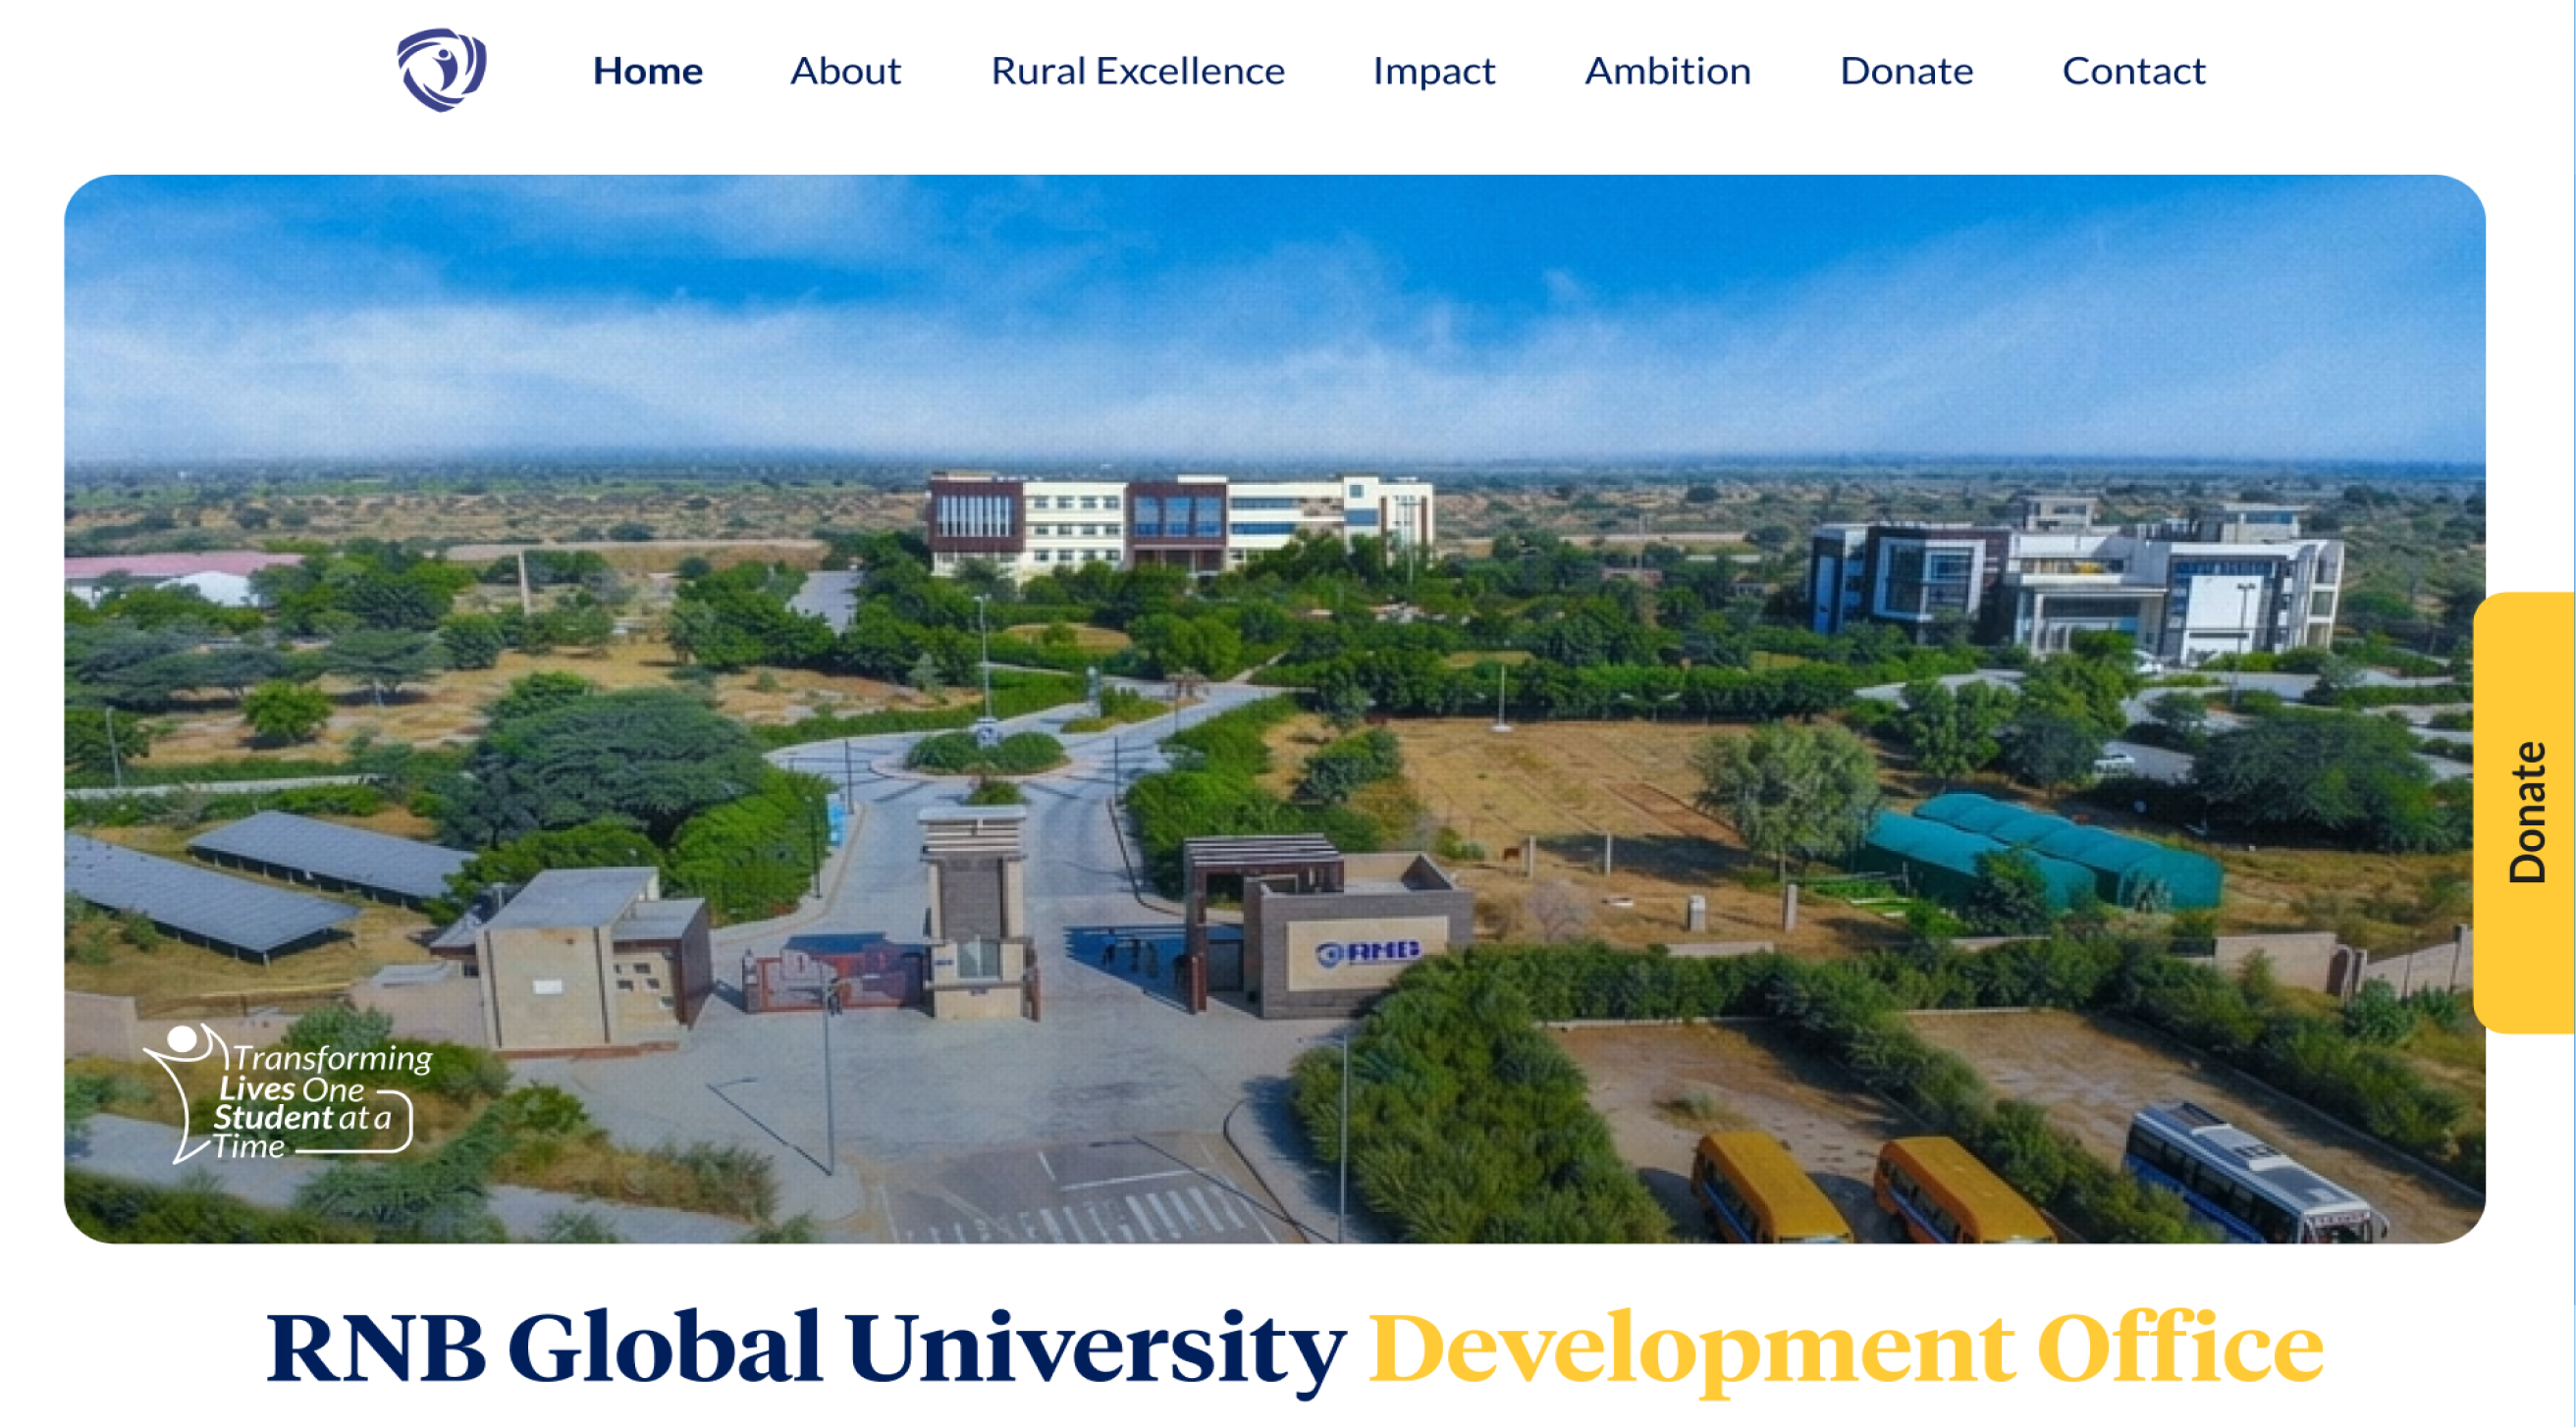 Home About Rural Excellence Impact Ambition Donate Contact
Donate
RNB
Transforming
Lives One
Student at a
Time
RNB Global University Development Office